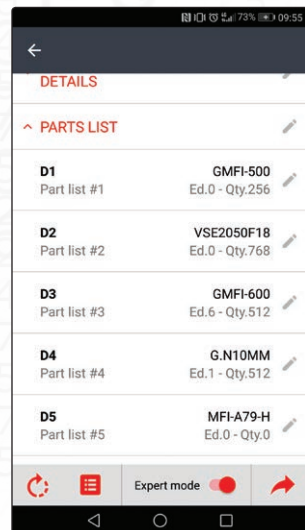 73% 09:55
DETAILS
PARTS LIST
D1 GMFI-500
Part list #1 Ed.0 - Qty.256
D2 VSE2050F18
Part list #2 Ed.0 - Qty.768
D3 GMFI-600
Part list #3 Ed.6 - Qty.512
D4 G.N10MM
Part list #4 Ed.1 - Qty.512
D5 MFI-A79-H
Part list #5 Ed.0 - Qty.0
Expert mode